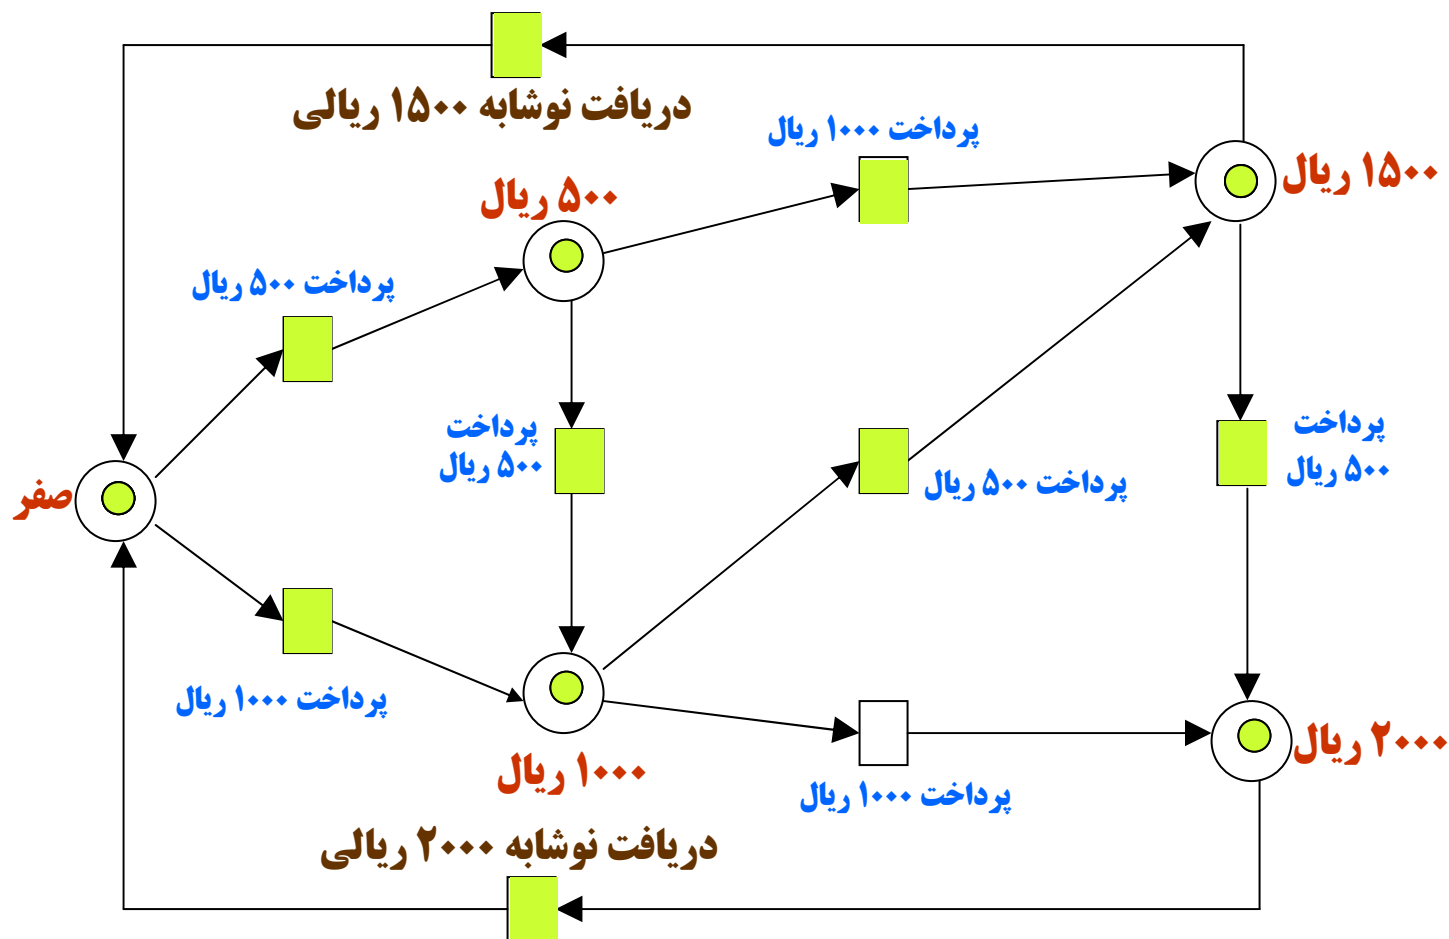 دریافت نوشابه ۱۵۰۰ ریالی
پرداخت ۱۰۰۰ ریال
۱۵۰۰ ریال
۵۰۰ ریال
پرداخت ۵۰۰ ریال
پرداخت
۵۰۰ ریال
پرداخت
۵۰۰ ریال
پرداخت ۵۰۰ ریال
صفر
پرداخت ۱۰۰۰ ریال
۲۰۰۰ ریال
۱۰۰۰ ریال
پرداخت ۱۰۰۰ ریال
دریافت نوشابه ۲۰۰۰ ریالی